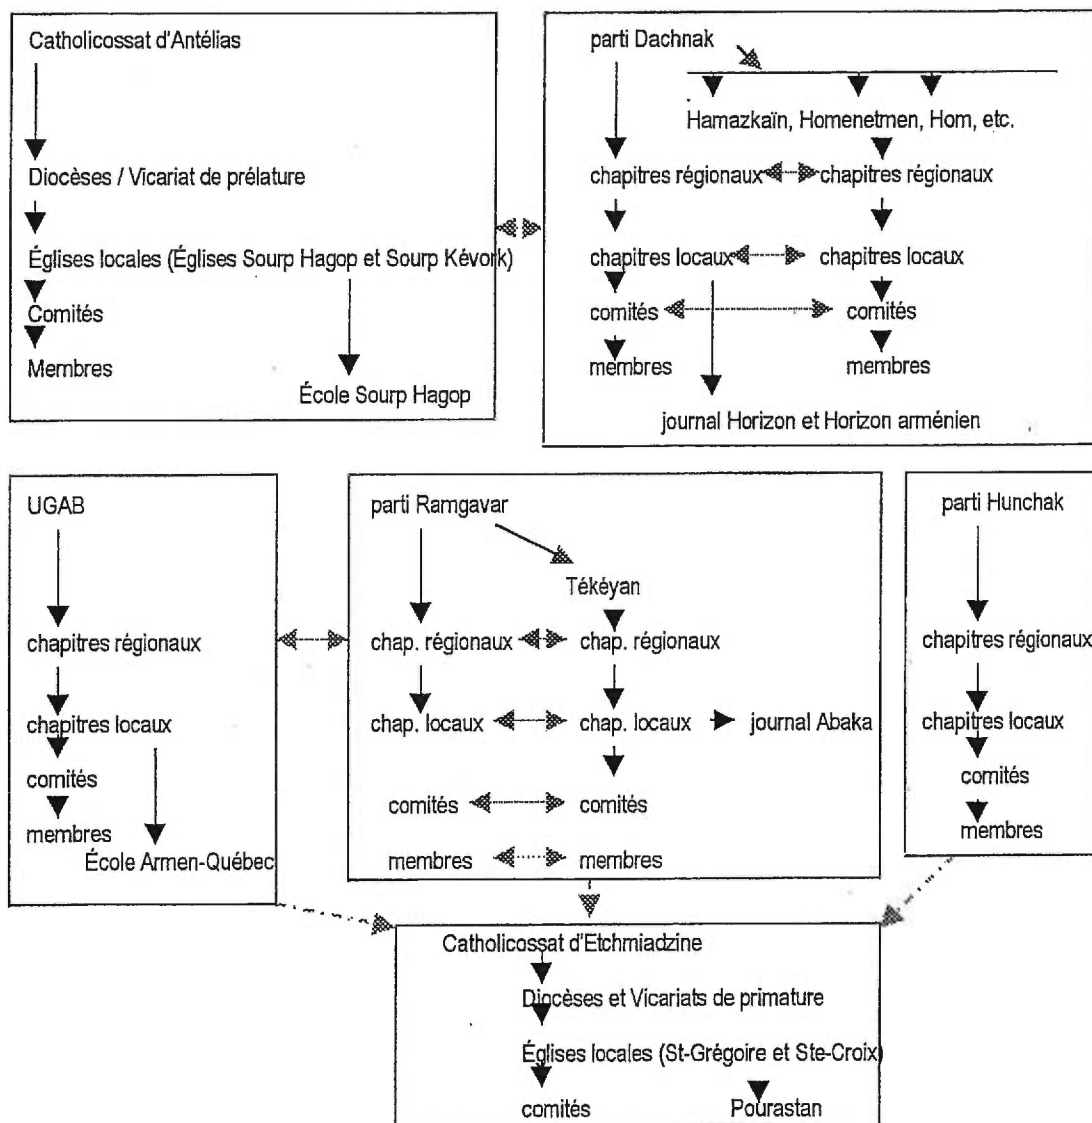 Catholicossat d'Antélias
Diocèses / Vicariat de prélature
Églises locales (Églises Sourp Hagop et Sourp Kévork)
Comités
Membres
École Sourp Hagop
parti Dachnak
Hamazkaïn, Homenetmen, Hom, etc.
chapitres régionaux chapitres régionaux
chapitres locaux chapitres locaux
comités comités
membres membres
journal Horizon et Horizon arménien
UGAB
chapitres régionaux
chapitres locaux
comités
membres
École Armen-Québec
parti Ramgavar
Tékéyan
chap. régionaux chap. régionaux
chap. locaux chap. locaux journal Abaka
comités comités
membres membres
parti Hunchak
chapitres régionaux
chapitres locaux
comités
membres
Catholicossat d'Etchmiadzine
Diocèses et Vicariats de primature
Églises locales (St-Grégoire et Ste-Croix)
comités Pourastan